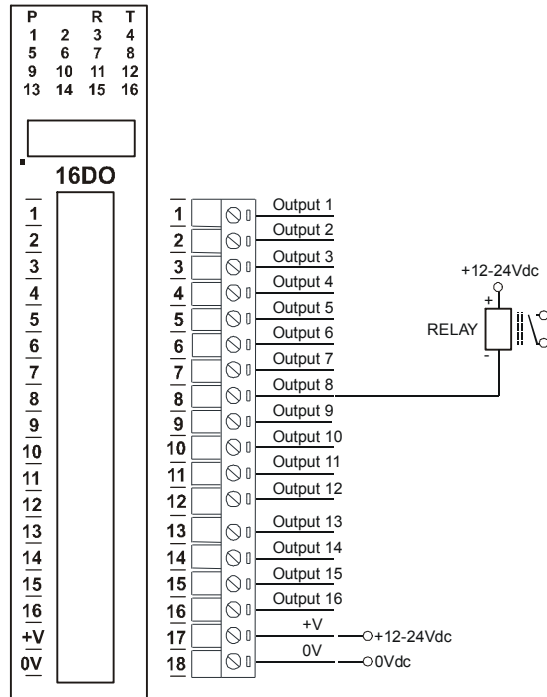 P R T
1 2 3 4
5 6 7 8
9 10 11 12
13 14 15 16
16DO
1
2
3
4
5
6
7
8
9
10
11
12
13
14
15
16
+V
0V
1 Output 1
2 Output 2
3 Output 3
4 Output 4
5 Output 5
6 Output 6
7 Output 7
8 Output 8
9 Output 9
10 Output 10
11 Output 11
12 Output 12
13 Output 13
14 Output 14
15 Output 15
16 Output 16
17 +V +12-24Vdc
18 0V 0Vdc
+12-24Vdc
+
RELAY
-